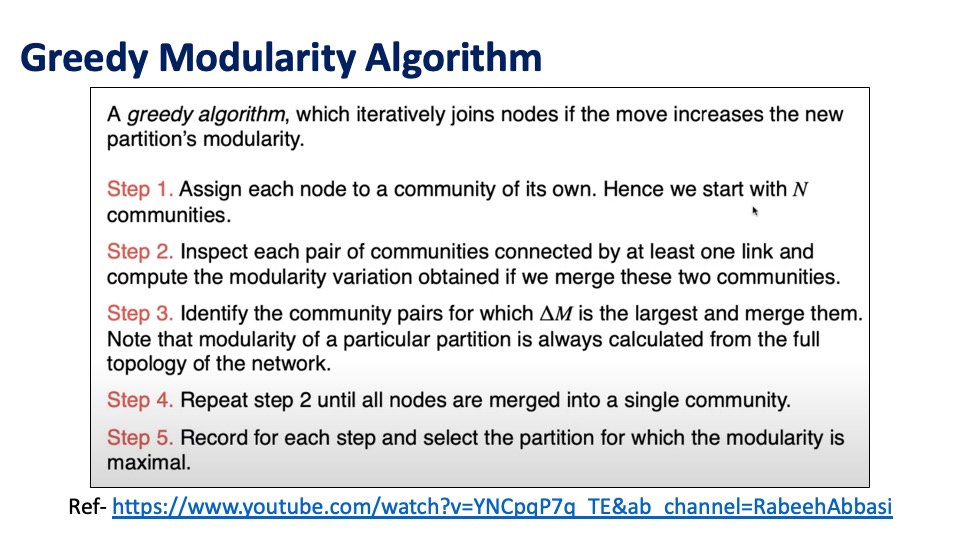 Greedy Modularity Algorithm
A greedy algorithm, which iteratively joins nodes if the move increases the new
partition's modularity.
Step 1. Assign each node to a community of its own. Hence we start with N
communities.
Step 2. Inspect each pair of communities connected by at least one link and
compute the modularity variation obtained if we merge these two communities.
Step 3. Identify the community pairs for which ΔM is the largest and merge them.
Note that modularity of a particular partition is always calculated from the full
topology of the network.
Step 4. Repeat step 2 until all nodes are merged into a single community.
Step 5. Record for each step and select the partition for which the modularity is
maximal.
Ref- https://www.youtube.com/watch?v=YNCpqP7q_TE&ab_channel=RabeehAbbasi